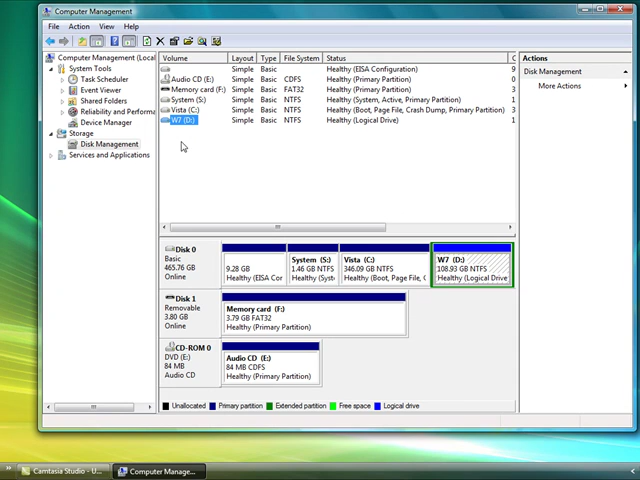 Computer Management
File Action View Help
Computer Management (Local
System Tools
Task Scheduler
Event Viewer
Shared Folders
Reliability and Performa
Device Manager
Storage
Disk Management
Services and Applications
Volume Layout Type File System Status C
Simple Basic Healthy (EISA Configuration) 9
Audio CD (E:) Simple Basic CDFS Healthy (Primary Partition) 0
Memory card (F:) Simple Basic FAT32 Healthy (Primary Partition) 3
System (S:) Simple Basic NTFS Healthy (System, Active, Primary Partition) 1
Vista (C:) Simple Basic NTFS Healthy (Boot, Page File, Crash Dump, Primary Partition) 3
W7 (D:) Simple Basic NTFS Healthy (Logical Drive) 1
Actions
Disk Management
More Actions
Disk 0
Basic
465.76 GB
Online
9.28 GB
Healthy (EISA Cor
System (S:)
1.46 GB NTFS
Healthy (Syst
Vista (C:)
346.09 GB NTFS
Healthy (Boot, Page File, C
W7 (D:)
108.93 GB NTFS
Healthy (Logical Drive
Disk 1
Removable
3.80 GB
Online
Memory card (F:)
3.79 GB FAT32
Healthy (Primary Partition)
CD-ROM 0
DVD (E:)
84 MB
Audio CD
Audio CD (E:)
84 MB CDFS
Healthy (Primary Partition)
Unallocated Primary partition Extended partition Free space Logical drive
Camtasia Studio - U...
Computer Manage...